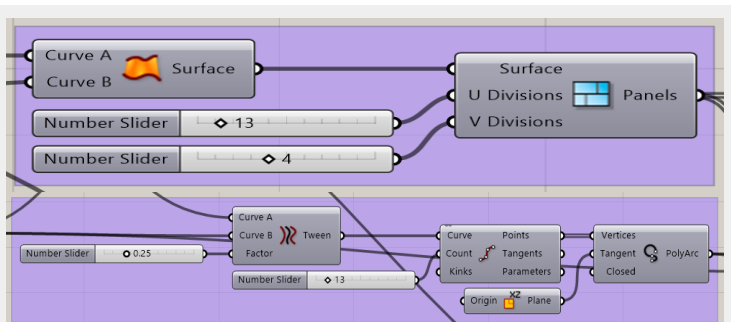 Curve A
Curve B
Surface
Number Slider 13
Number Slider 4
Surface
U Divisions
V Divisions
Panels
Curve A
Curve B
Factor
Tween
Number Slider 0.25
Number Slider 13
Curve Points
Count Tangents
Kinks Parameters
Origin XZ Plane
Vertices
Tangent
Closed
PolyArc